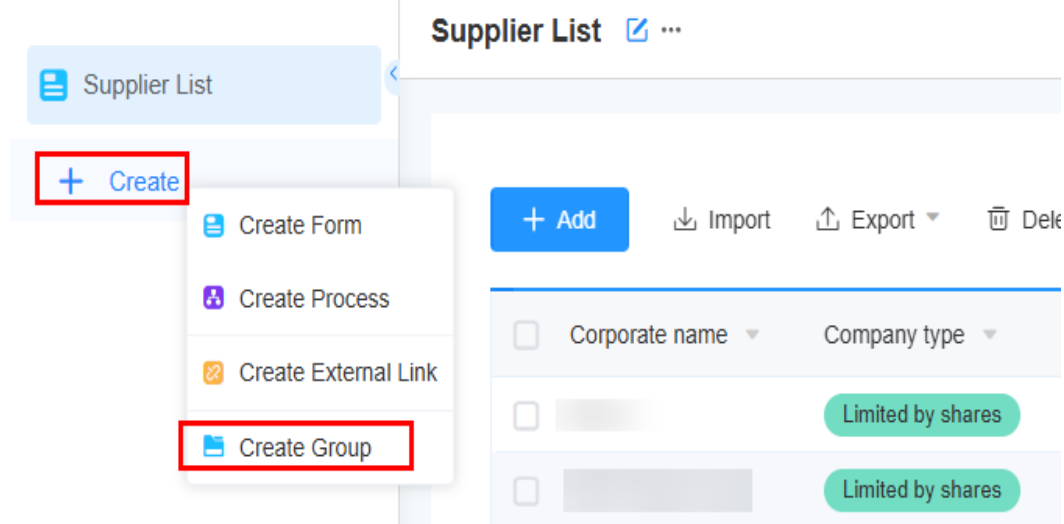 Supplier List
Supplier List
Create
Create Form
Create Process
Create External Link
Create Group
Add
Import
Export
Corporate name
Company type
Limited by shares
Limited by shares